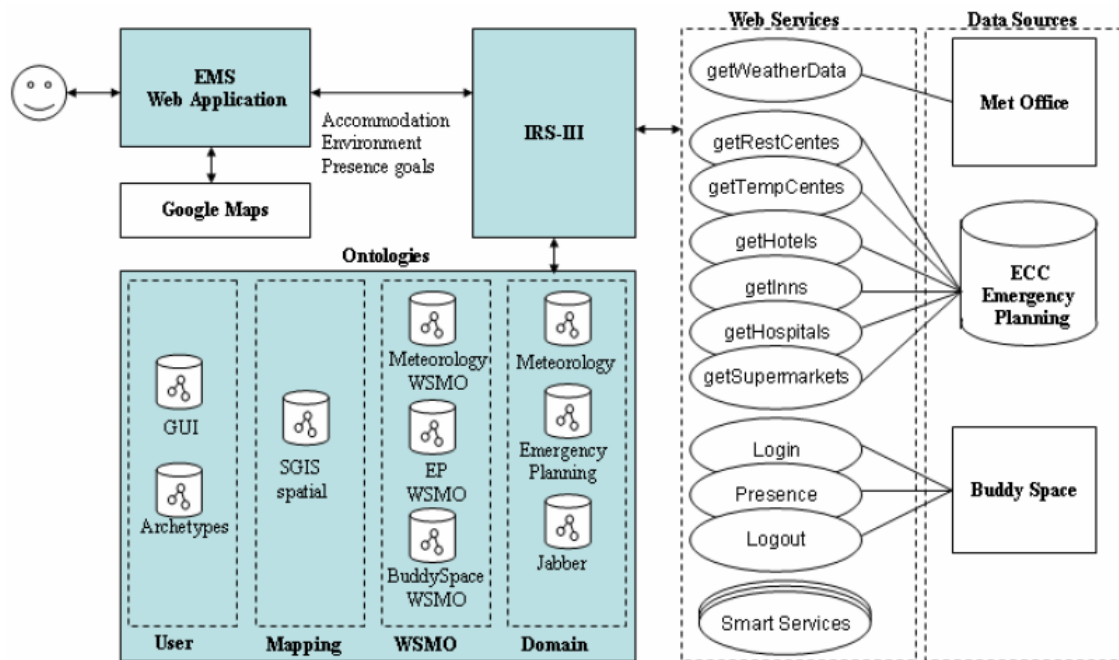 Web Services
Data Sources
EMS
Web Application
Accommodation
Environment
Presence goals
IRS-III
Google Maps
getWeatherData
getRestCentes
getTempCentes
getHotels
getInns
getHospitals
getSupermarkets
Login
Presence
Logout
Smart Services
Met Office
ECC
Emergency
Planning
Buddy Space
Ontologies
GUI
Archetypes
User
SGIS
spatial
Mapping
Meteorology
WSMO
EP
WSMO
BuddySpace
WSMO
WSMO
Meteorology
Emergency
Planning
Jabber
Domain